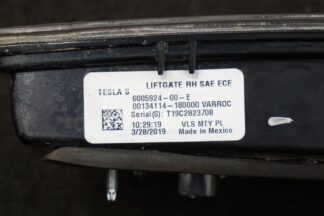 LIFTGATE RH SAE ECE
TESLA S
6005924-00-E
00134114-180000 VARROC
Serial(S): T19C2823708
10:29:19 VLS MTY PL
3/28/2019 Made in Mexico